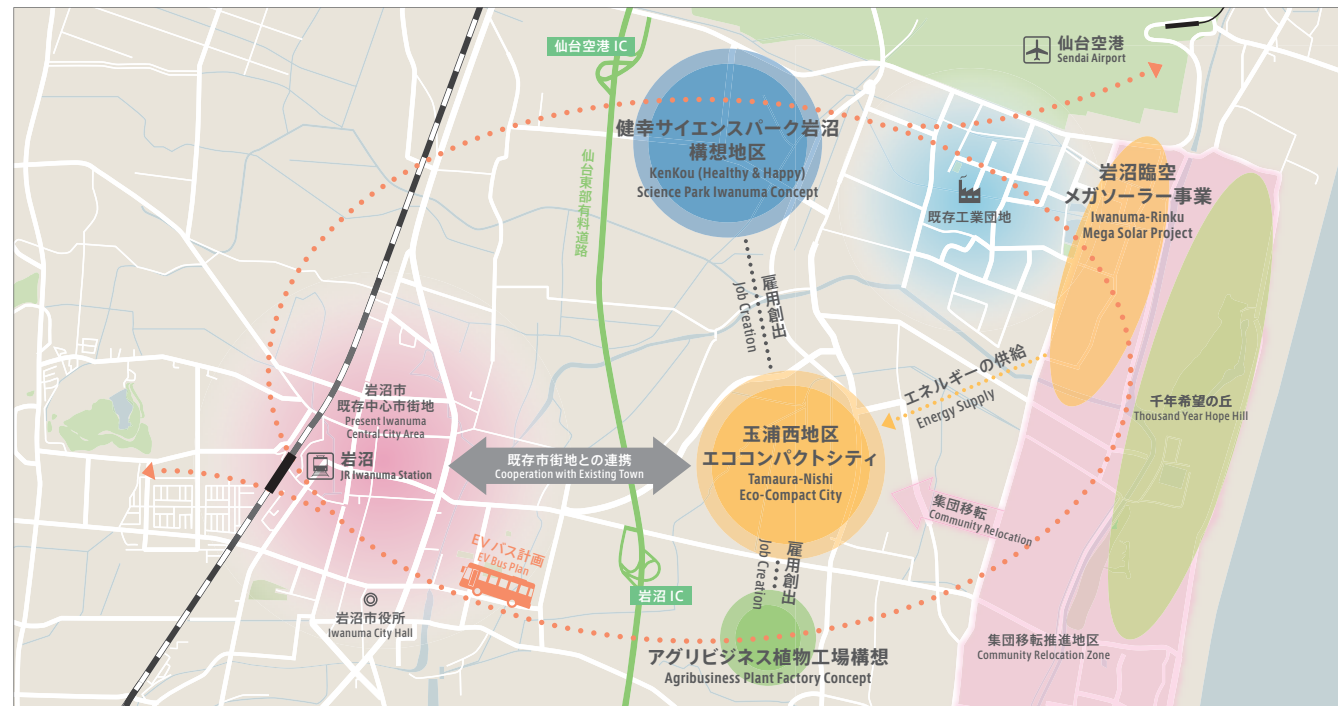 仙台空港 IC
仙台空港
Sendai Airport
健幸サイエンスパーク岩沼
構想地区
KenKou (Healthy & Happy)
Science Park Iwanuma Concept
仙台東部有料道路
既存工業団地
岩沼臨空
メガソーラー事業
Iwanuma-Rinku
Mega Solar Project
雇用創出
Job Creation
エネルギーの供給
Energy Supply
千年希望の丘
Thousand Year Hope Hill
岩沼市
既存中心市街地
Present Iwanuma
Central City Area
岩沼
JR Iwanuma Station
既存市街地との連携
Cooperation with Existing Town
玉浦西地区
エココンパクトシティ
Tamaura-Nishi
Eco-Compact City
集団移転
Community Relocation
EVバス計画
EV Bus Plan
雇用創出
Job Creation
岩沼 IC
岩沼市役所
Iwanuma City Hall
集団移転推進地区
Community Relocation Zone
アグリビジネス植物工場構想
Agribusiness Plant Factory Concept